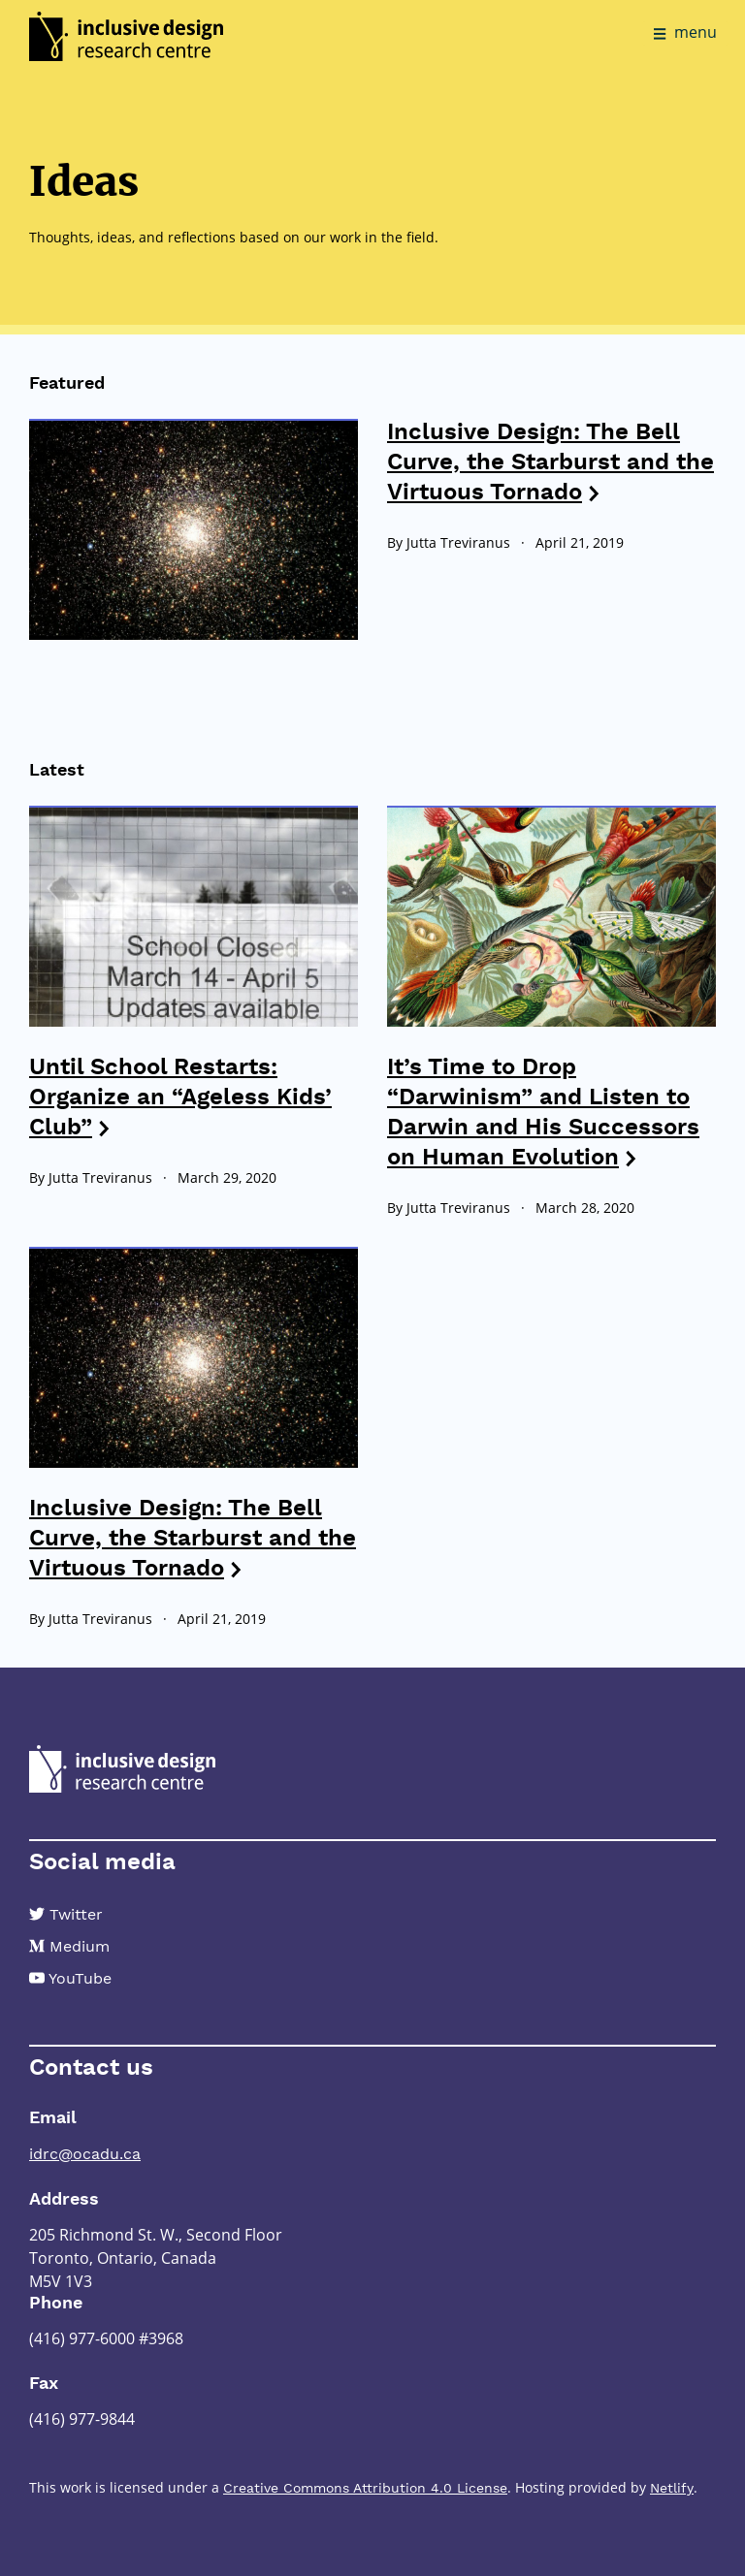 inclusive design
research centre
menu
Ideas
Thoughts, ideas, and reflections based on our work in the field.
Featured
Inclusive Design: The Bell
Curve, the Starburst and the
Virtuous Tornado
By Jutta Treviranus · April 21, 2019
Latest
School Closed
March 14 - April 5
Updates available
Until School Restarts:
Organize an “Ageless Kids’
Club”
By Jutta Treviranus · March 29, 2020
It’s Time to Drop
“Darwinism” and Listen to
Darwin and His Successors
on Human Evolution
By Jutta Treviranus · March 28, 2020
Inclusive Design: The Bell
Curve, the Starburst and the
Virtuous Tornado
By Jutta Treviranus · April 21, 2019
inclusive design
research centre
Social media
Twitter
Medium
YouTube
Contact us
Email
idrc@ocadu.ca
Address
205 Richmond St. W., Second Floor
Toronto, Ontario, Canada
M5V 1V3
Phone
(416) 977-6000 #3968
Fax
(416) 977-9844
This work is licensed under a Creative Commons Attribution 4.0 License. Hosting provided by Netlify.